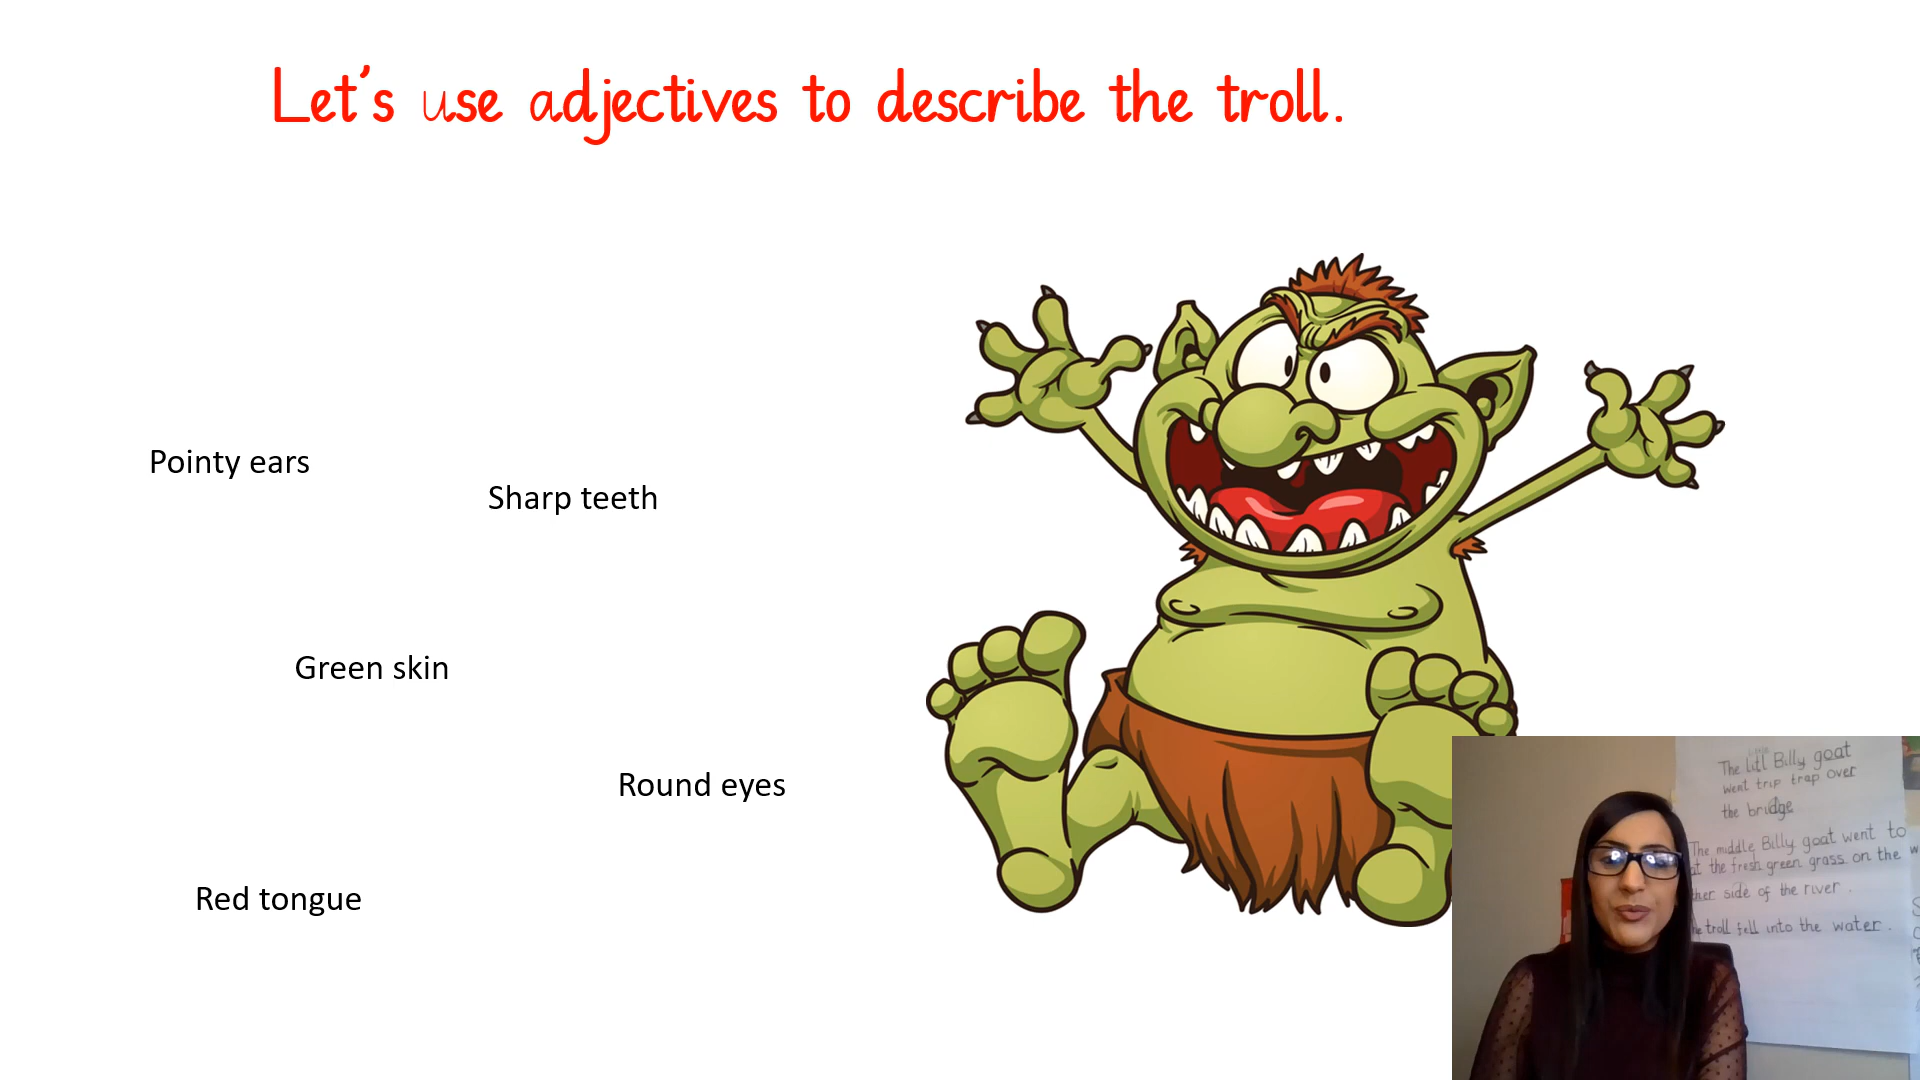 Let's use adjectives to describe the troll.
Pointy ears
Sharp teeth
Green skin
Round eyes
Red tongue
little
The litl Billy goat
went trip trap over
the bridge
The middle Billy goat went to
at the fresh green grass on the
side of the river.
troll fell into the water.